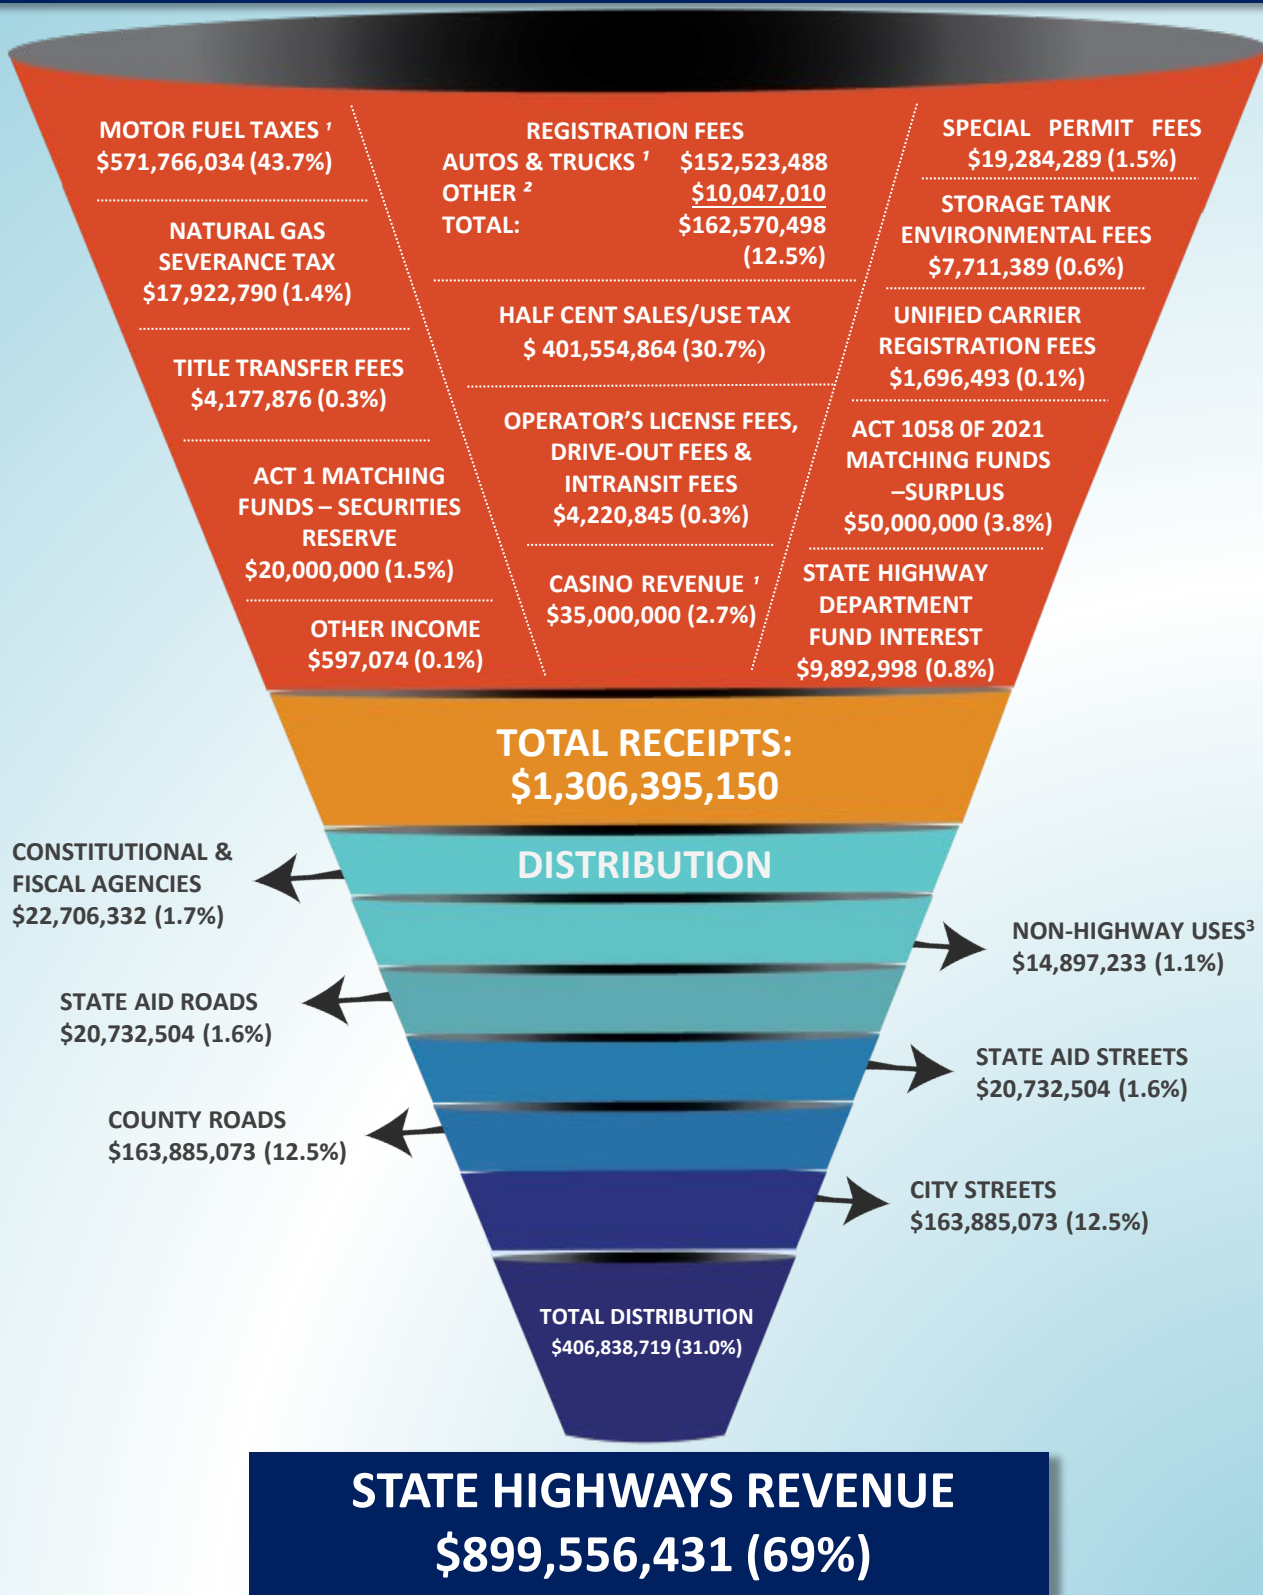 MOTOR FUEL TAXES ¹
$571,766,034 (43.7%)
NATURAL GAS
SEVERANCE TAX
$17,922,790 (1.4%)
TITLE TRANSFER FEES
$4,177,876 (0.3%)
ACT 1 MATCHING
FUNDS – SECURITIES
RESERVE
$20,000,000 (1.5%)
OTHER INCOME
$597,074 (0.1%)
REGISTRATION FEES
AUTOS & TRUCKS ¹ $152,523,488
OTHER ² $10,047,010
TOTAL: $162,570,498
(12.5%)
HALF CENT SALES/USE TAX
$ 401,554,864 (30.7%)
OPERATOR’S LICENSE FEES,
DRIVE-OUT FEES &
INTRANSIT FEES
$4,220,845 (0.3%)
CASINO REVENUE ¹
$35,000,000 (2.7%)
SPECIAL PERMIT FEES
$19,284,289 (1.5%)
STORAGE TANK
ENVIRONMENTAL FEES
$7,711,389 (0.6%)
UNIFIED CARRIER
REGISTRATION FEES
$1,696,493 (0.1%)
ACT 1058 0F 2021
MATCHING FUNDS
–SURPLUS
$50,000,000 (3.8%)
STATE HIGHWAY
DEPARTMENT
FUND INTEREST
$9,892,998 (0.8%)
TOTAL RECEIPTS:
$1,306,395,150
DISTRIBUTION
CONSTITUTIONAL &
FISCAL AGENCIES
$22,706,332 (1.7%)
NON-HIGHWAY USES³
$14,897,233 (1.1%)
STATE AID ROADS
$20,732,504 (1.6%)
STATE AID STREETS
$20,732,504 (1.6%)
COUNTY ROADS
$163,885,073 (12.5%)
CITY STREETS
$163,885,073 (12.5%)
TOTAL DISTRIBUTION
$406,838,719 (31.0%)
STATE HIGHWAYS REVENUE
$899,556,431 (69%)